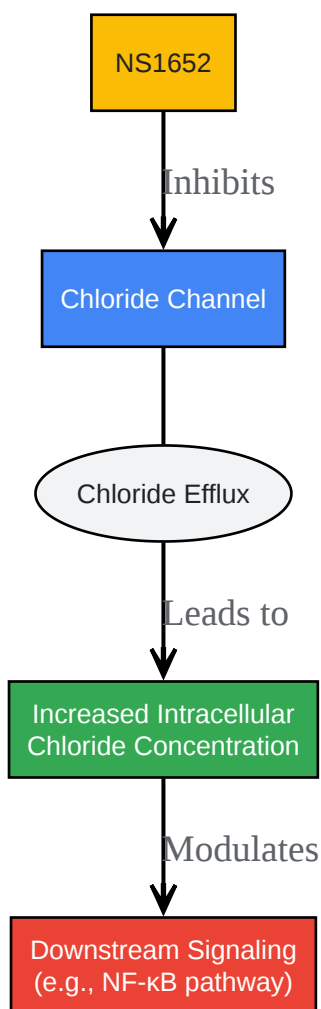 NS1652
Inhibits
Chloride Channel
Chloride Efflux
Leads to
Increased Intracellular
Chloride Concentration
Modulates
Downstream Signaling
(e.g., NF-κB pathway)